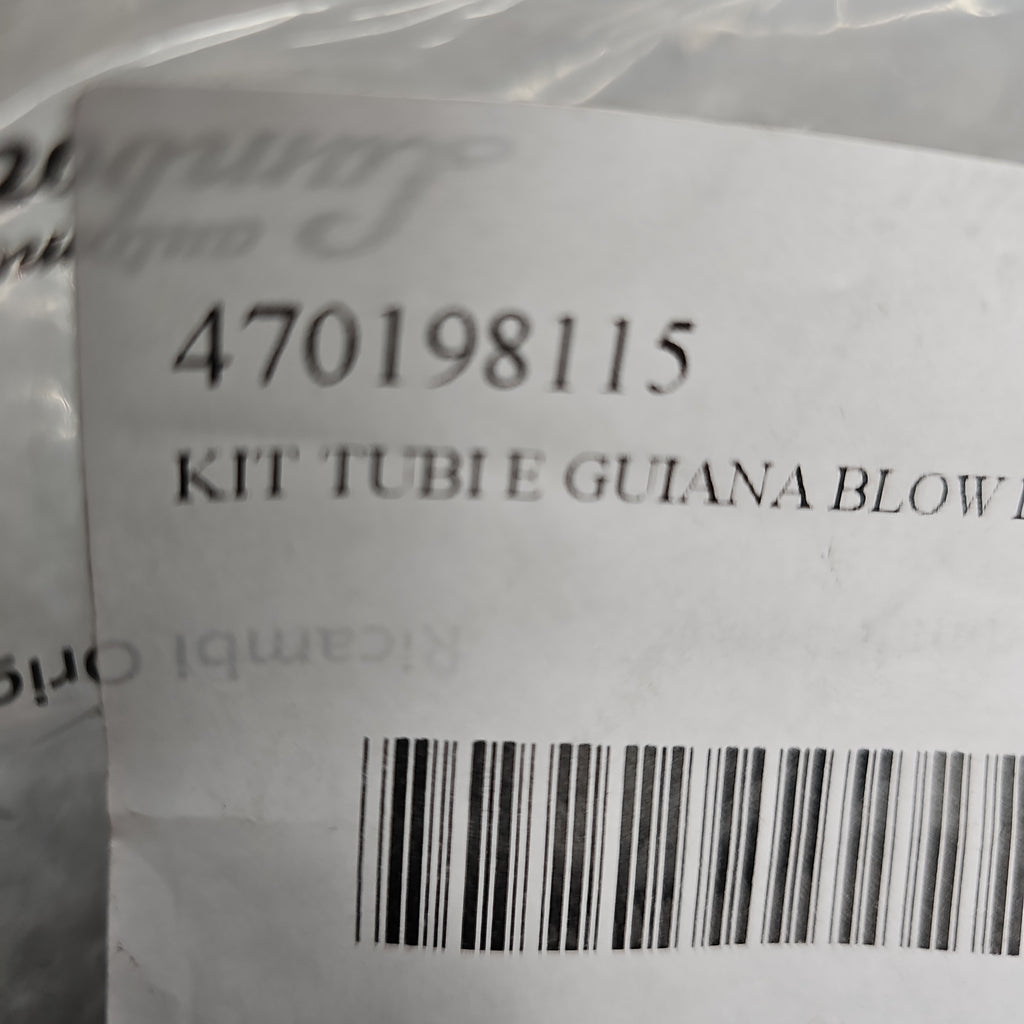 470198115
KIT TUBI E GUIANA BLOW
Ricambi Orig